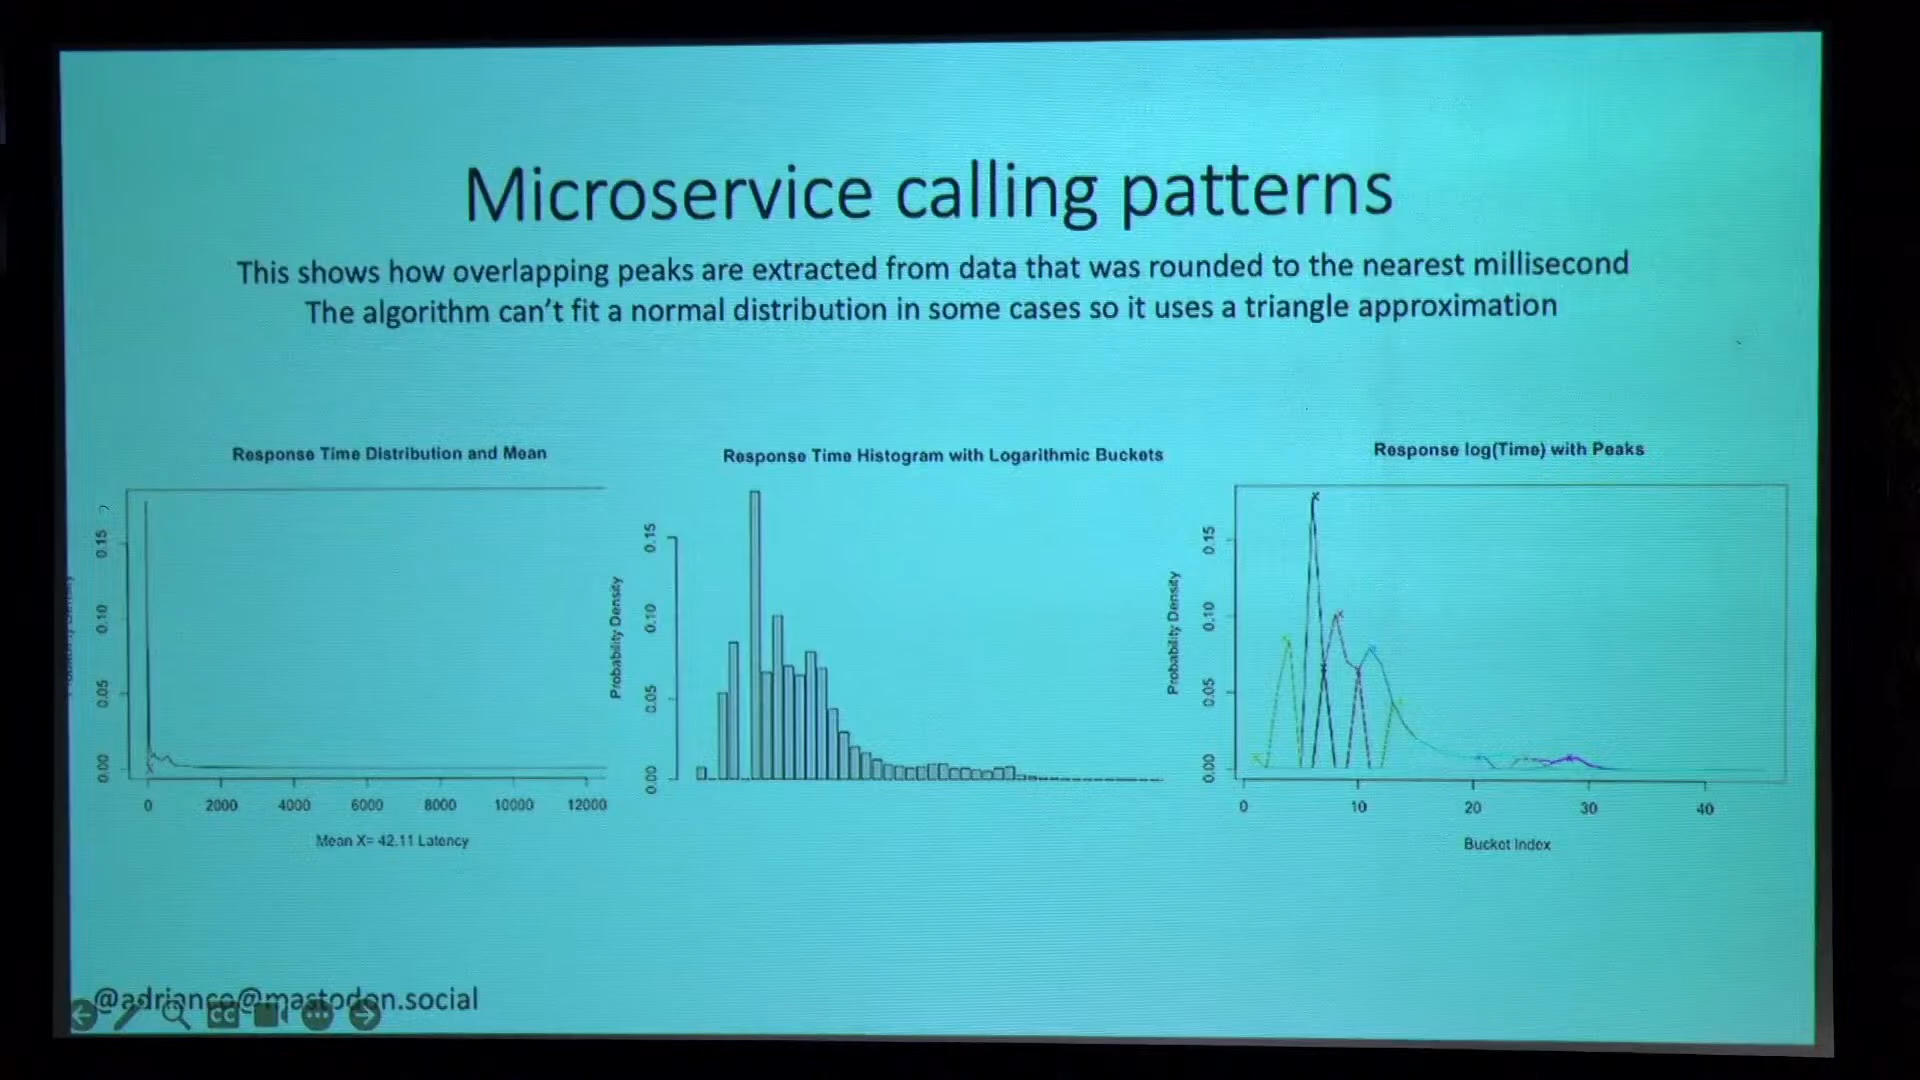 Microservice calling patterns
This shows how overlapping peaks are extracted from data that was rounded to the nearest millisecond
The algorithm can't fit a normal distribution in some cases so it uses a triangle approximation
Response Time Distribution and Mean
0.15
0.10
0.05
0.00
0 2000 4000 6000 8000 10000 12000
Mean X= 42.11 Latency
Response Time Histogram with Logarithmic Buckets
Probability Density
0.15
0.10
0.05
0.00
Response log(Time) with Peaks
Probability Density
0.15
0.10
0.05
0.00
0 10 20 30 40
Bucket Index
@adrianco@mastodon.social
CC